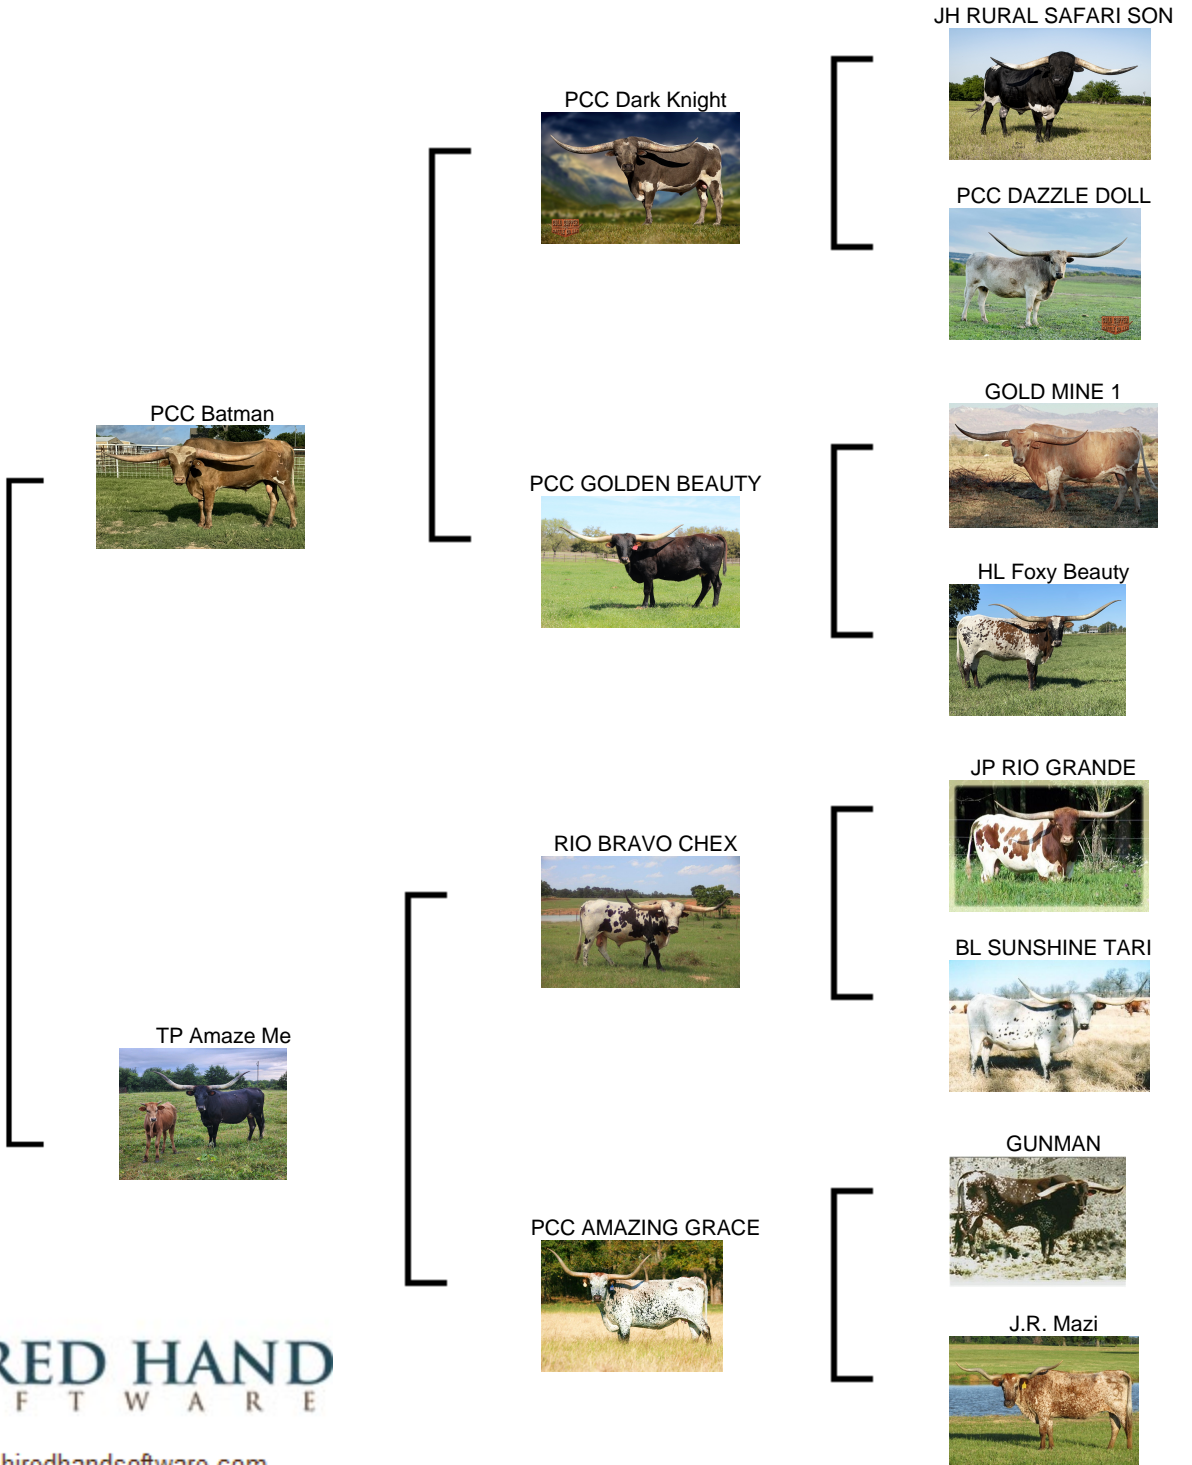 JH RURAL SAFARI SON
PCC Dark Knight
PCC DAZZLE DOLL
PCC Batman
GOLD MINE 1
PCC GOLDEN BEAUTY
HL Foxy Beauty
JP RIO GRANDE
RIO BRAVO CHEX
BL SUNSHINE TARI
TP Amaze Me
GUNMAN
PCC AMAZING GRACE
J.R. Mazi
RED HAND
F T W A R E
hiredhandsoftware.com